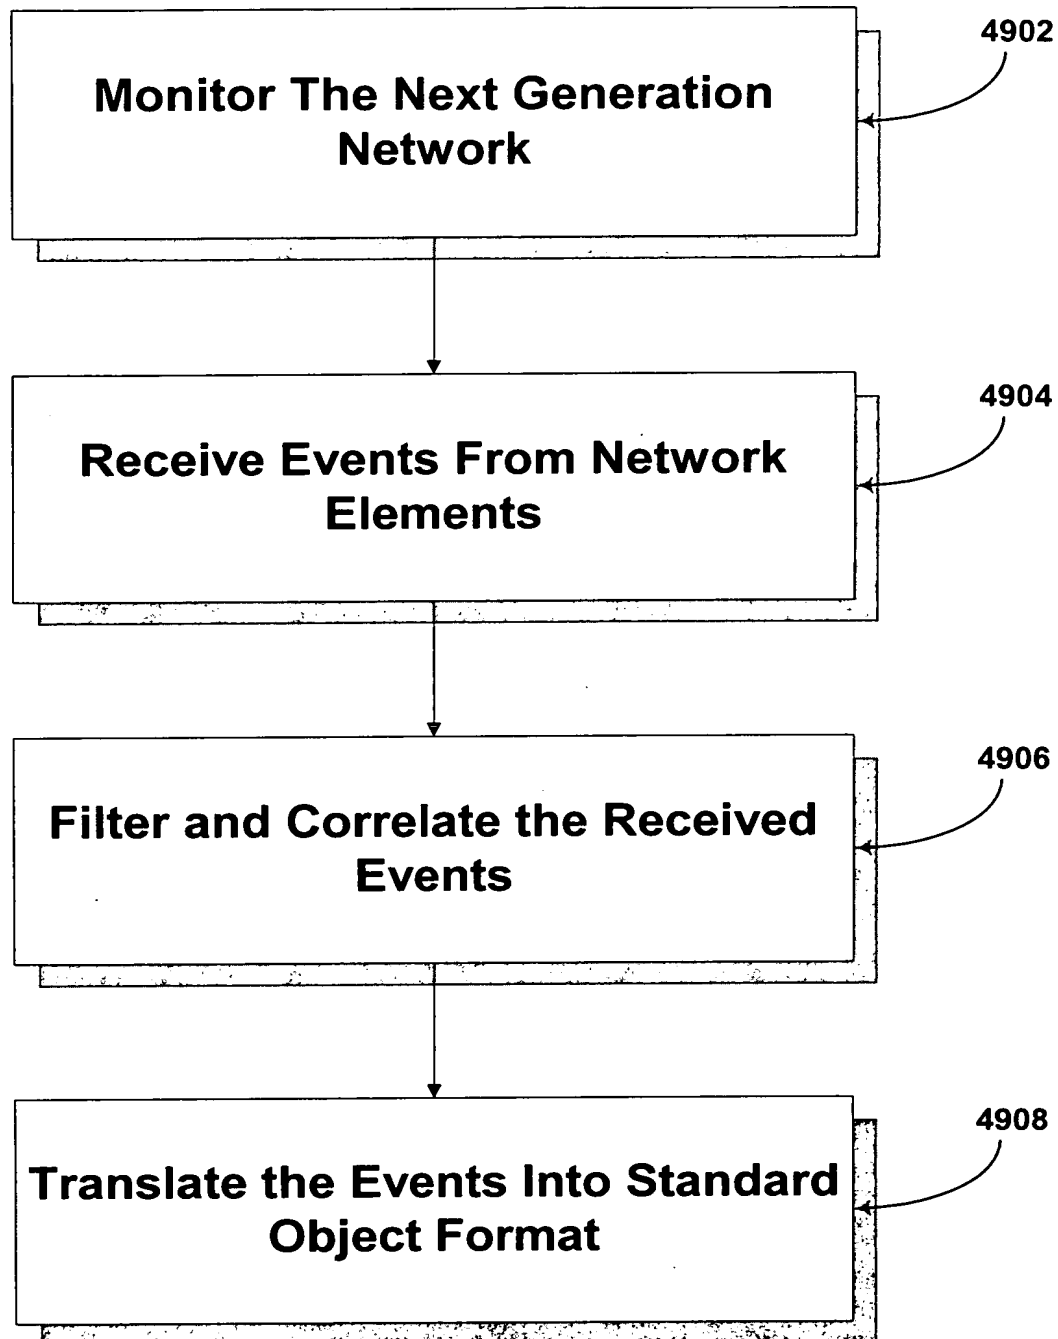 4902
Monitor The Next Generation
Network
4904
Receive Events From Network
Elements
4906
Filter and Correlate the Received
Events
4908
Translate the Events Into Standard
Object Format